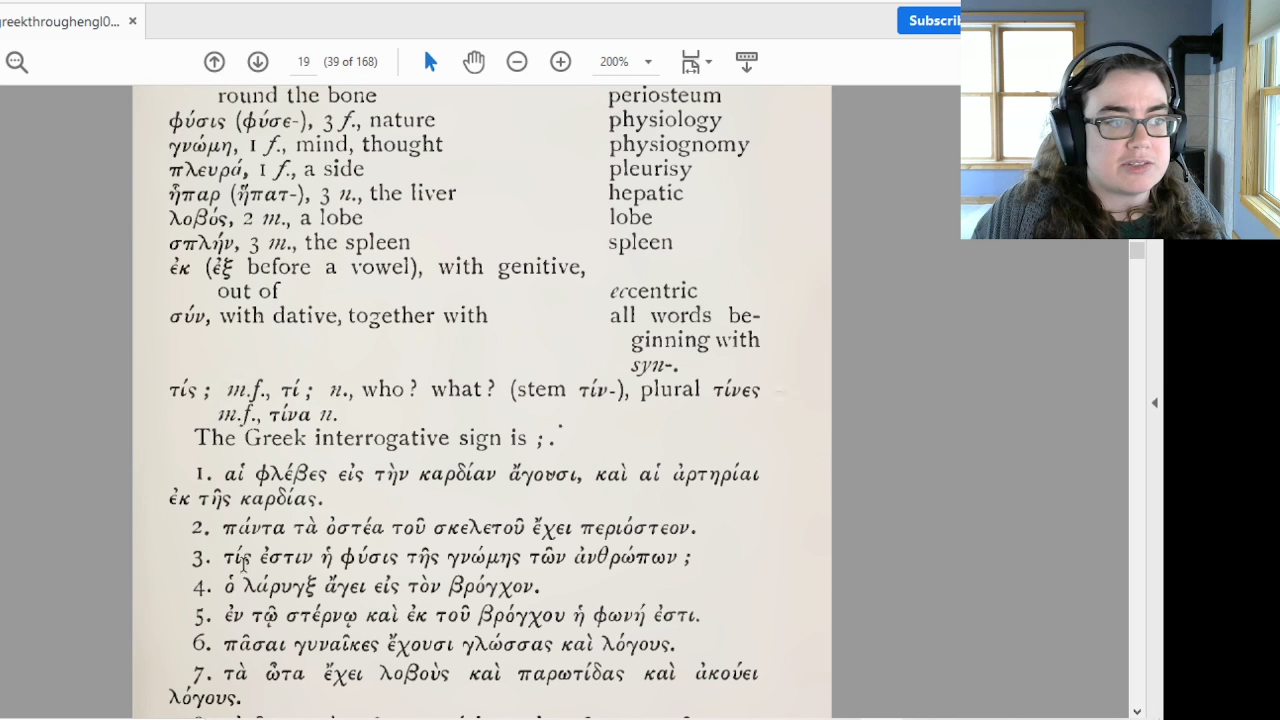 greekthroughengl0... ×
Subscrib
19 (39 of 168) 200%
round the bone periosteum
φύσις (φύσε-), 3 f., nature physiology
γνώμη, 1 f., mind, thought physiognomy
πλευρά, 1 f., a side pleurisy
ἧπαρ (ἥπατ-), 3 n., the liver hepatic
λοβός, 2 m., a lobe lobe
σπλήν, 3 m., the spleen spleen
ἐκ (ἐξ before a vowel), with genitive,
out of eccentric
σύν, with dative, together with all words be-
ginning with
syn-.
τίς ; m.f., τί ; n., who ? what ? (stem τίν-), plural τίνες
m.f., τίνα n.
The Greek interrogative sign is ; .
1. αἱ φλέβες εἰς τὴν καρδίαν ἄγουσι, καὶ αἱ ἀρτηρίαι
ἐκ τῆς καρδίας.
2. πάντα τὰ ὀστέα τοῦ σκελετοῦ ἔχει περιόστεον.
3. τίς ἐστιν ἡ φύσις τῆς γνώμης τῶν ἀνθρώπων ;
4. ὁ λάρυγξ ἄγει εἰς τὸν βρόγχον.
5. ἐν τῷ στέρνῳ καὶ ἐκ τοῦ βρόγχου ἡ φωνή ἐστι.
6. πᾶσαι γυναῖκες ἔχουσι γλώσσας καὶ λόγους.
7. τὰ ὦτα ἔχει λοβοὺς καὶ παρωτίδας καὶ ἀκούει
λόγους.